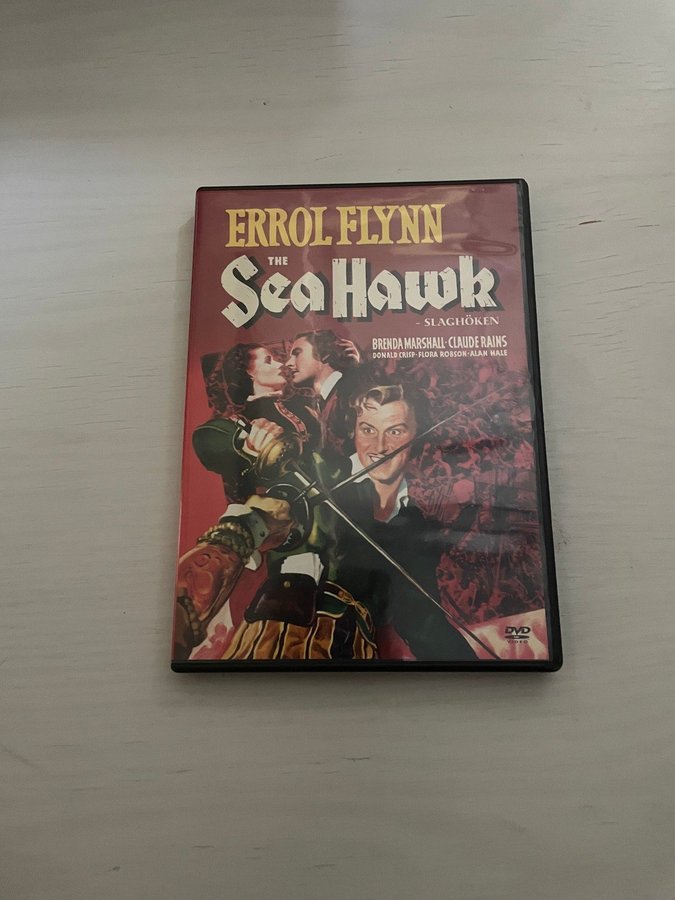 ERROL FLYNN
THE
Sea Hawk
- SLAGHÖKEN
BRENDA MARSHALL · CLAUDE RAINS
DONALD CRISP · FLORA ROBSON · ALAN HALE
DVD
VIDEO